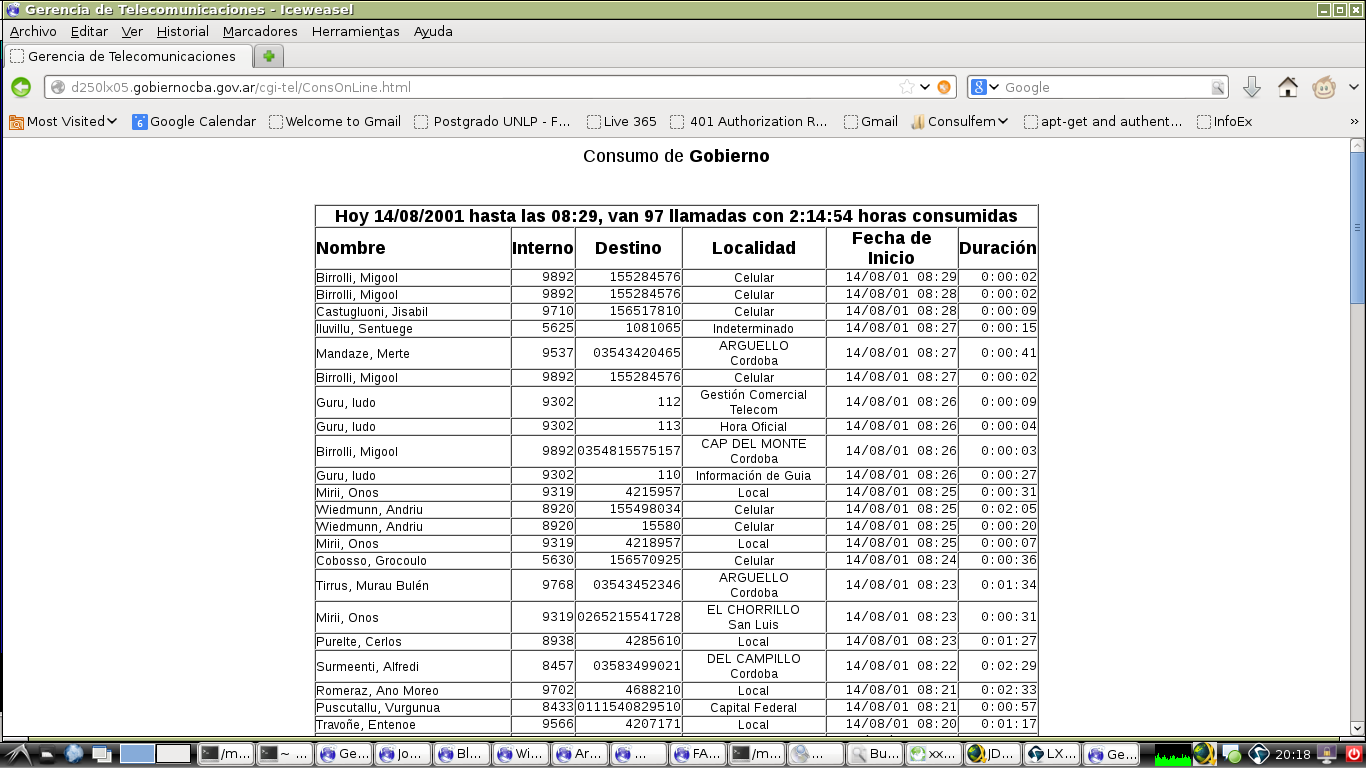 Gerencia de Telecomunicaciones - Iceweasel
Archivo Editar Ver Historial Marcadores Herramientas Ayuda
Gerencia de Telecomunicaciones
d250lx05.gobiernocba.gov.ar/cgi-tel/ConsOnLine.html Google
Most Visited Google Calendar Welcome to Gmail Postgrado UNLP - F... Live 365 401 Authorization R... Gmail Consulfem apt-get and authent... InfoEx »
Consumo de Gobierno
Hoy 14/08/2001 hasta las 08:29, van 97 llamadas con 2:14:54 horas consumidas
Nombre Interno Destino Localidad Fecha de Inicio Duración
Birrolli, Migool 9892 155284576 Celular 14/08/01 08:29 0:00:02
Birrolli, Migool 9892 155284576 Celular 14/08/01 08:28 0:00:02
Castugluoni, Jisabil 9710 156517810 Celular 14/08/01 08:28 0:00:09
Iluvillu, Sentuege 5625 1081065 Indeterminado 14/08/01 08:27 0:00:15
Mandaze, Merte 9537 03543420465 ARGUELLO Cordoba 14/08/01 08:27 0:00:41
Birrolli, Migool 9892 155284576 Celular 14/08/01 08:27 0:00:02
Guru, Iudo 9302 112 Gestión Comercial Telecom 14/08/01 08:26 0:00:09
Guru, Iudo 9302 113 Hora Oficial 14/08/01 08:26 0:00:04
Birrolli, Migool 9892 0354815575157 CAP DEL MONTE Cordoba 14/08/01 08:26 0:00:03
Guru, Iudo 9302 110 Información de Guia 14/08/01 08:26 0:00:27
Mirii, Onos 9319 4215957 Local 14/08/01 08:25 0:00:31
Wiedmunn, Andriu 8920 155498034 Celular 14/08/01 08:25 0:02:05
Wiedmunn, Andriu 8920 15580 Celular 14/08/01 08:25 0:00:20
Mirii, Onos 9319 4218957 Local 14/08/01 08:25 0:00:07
Cobosso, Grocoulo 5630 156570925 Celular 14/08/01 08:24 0:00:36
Tirrus, Murau Bulén 9768 03543452346 ARGUELLO Cordoba 14/08/01 08:23 0:01:34
Mirii, Onos 9319 0265215541728 EL CHORRILLO San Luis 14/08/01 08:23 0:00:31
Purelte, Cerlos 8938 4285610 Local 14/08/01 08:23 0:01:27
Surmeenti, Alfredi 8457 03583499021 DEL CAMPILLO Cordoba 14/08/01 08:22 0:02:29
Romeraz, Ano Moreo 9702 4688210 Local 14/08/01 08:21 0:02:33
Puscutallu, Vurgunua 8433 0111540829510 Capital Federal 14/08/01 08:21 0:00:57
Travoñe, Entenoe 9566 4207171 Local 14/08/01 08:20 0:01:17
/m... ~ ... Ge... Jo... Bl... Wi... Ar... ... FA... /m... ... Bu... xx... JD... LX... Ge... 20:18